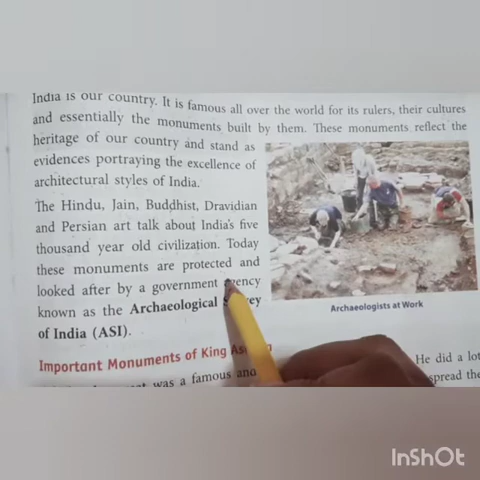 India is our country. It is famous all over the world for its rulers, their cultures
and essentially the monuments built by them. These monuments reflect the
heritage of our country and stand as
evidences portraying the excellence of
architectural styles of India.
The Hindu, Jain, Buddhist, Dravidian
and Persian art talk about India's five
thousand year old civilization. Today
these monuments are protected and
looked after by a government agency
known as the Archaeological Survey
of India (ASI).
Archaeologists at Work
Important Monuments of King
He did a lot
was a famous and
spread the
InShOt